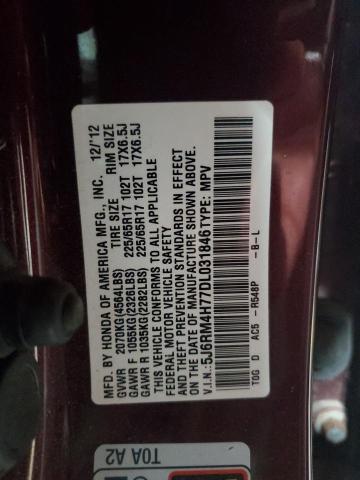 MFD. BY HONDA OF AMERICA MFG., INC. 12/'12
TIRE SIZE RIM SIZE
GVWR 2070KG(4564LBS)
GAWR F 1055KG(2326LBS) 225/65R17 102T 17X6.5J
GAWR R 1035KG(2282LBS) 225/65R17 102T 17X6.5J
THIS VEHICLE CONFORMS TO ALL APPLICABLE
FEDERAL MOTOR VEHICLE SAFETY AND
THEFT PREVENTION STANDARDS IN EFFECT
ON THE DATE OF MANUFACTURE SHOWN ABOVE.
V.I.N.: 5J6RM4H77DL031846 TYPE: MPV
T0G D AC5 -R548P -B-L
T0A A2